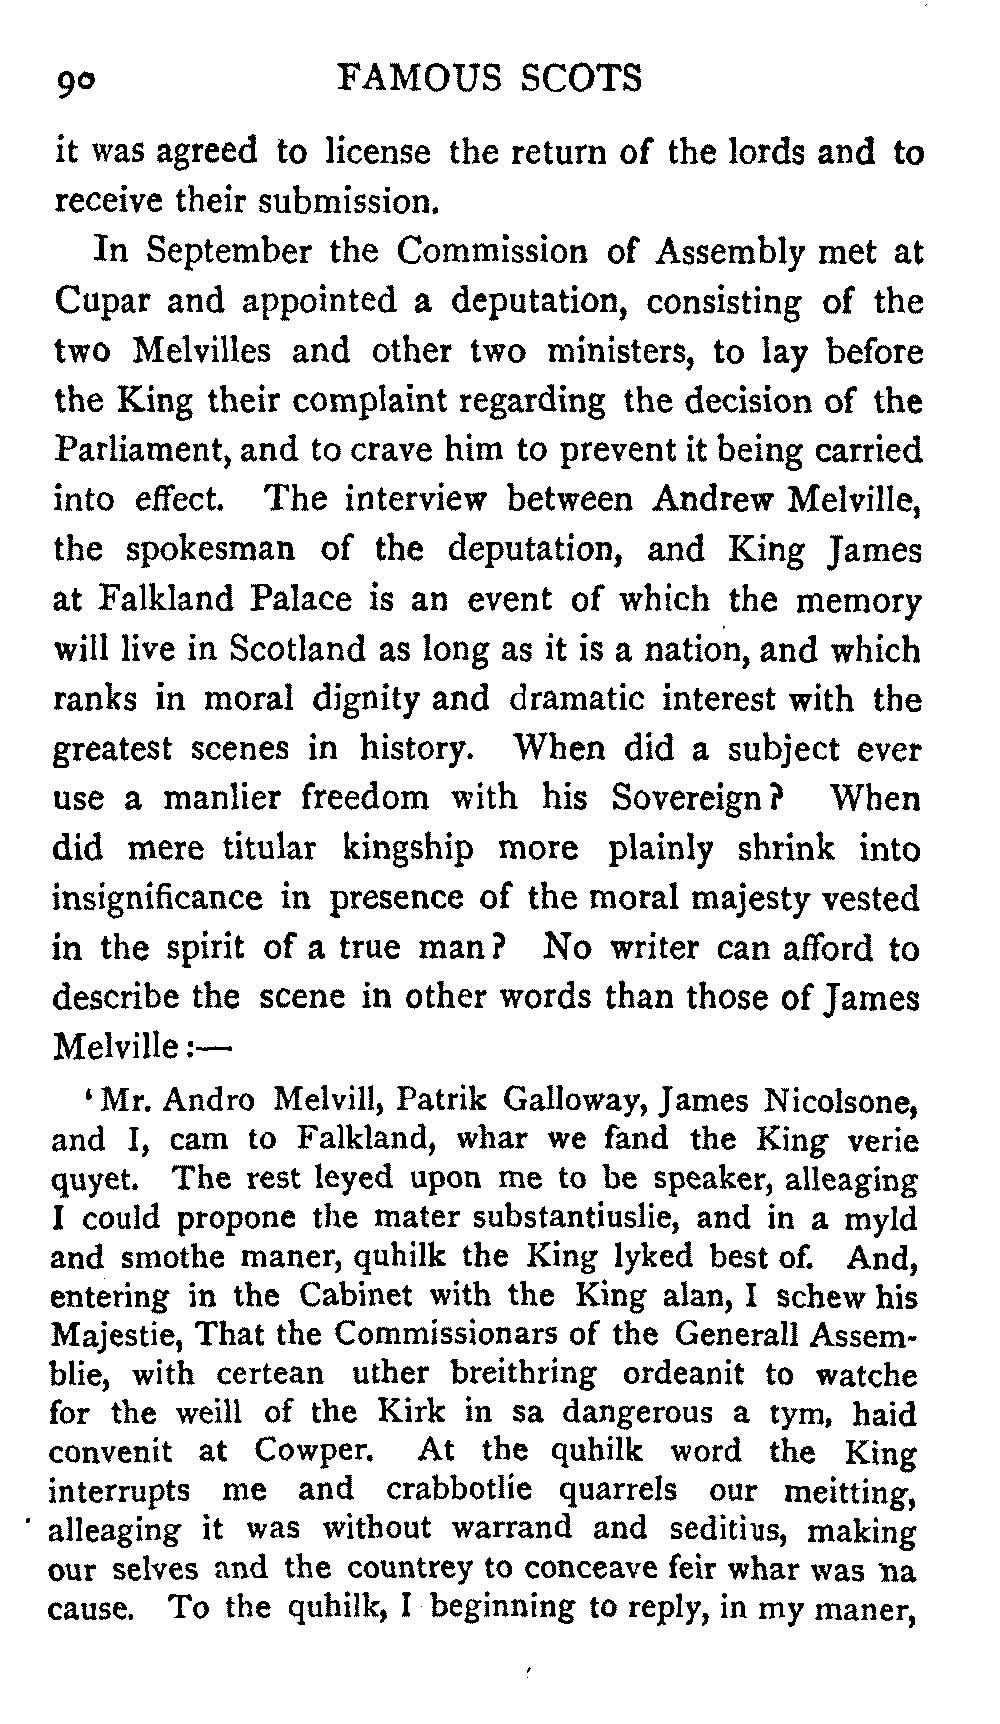 90 FAMOUS SCOTS
it was agreed to license the return of the lords and to
receive their submission.
In September the Commission of Assembly met at
Cupar and appointed a deputation, consisting of the
two Melvilles and other two ministers, to lay before
the King their complaint regarding the decision of the
Parliament, and to crave him to prevent it being carried
into effect. The interview between Andrew Melville,
the spokesman of the deputation, and King James
at Falkland Palace is an event of which the memory
will live in Scotland as long as it is a nation, and which
ranks in moral dignity and dramatic interest with the
greatest scenes in history. When did a subject ever
use a manlier freedom with his Sovereign? When
did mere titular kingship more plainly shrink into
insignificance in presence of the moral majesty vested
in the spirit of a true man? No writer can afford to
describe the scene in other words than those of James
Melville:—
‘Mr. Andro Melvill, Patrik Galloway, James Nicolsone,
and I, cam to Falkland, whar we fand the King verie
quyet. The rest leyed upon me to be speaker, alleaging
I could propone the mater substantiuslie, and in a myld
and smothe maner, quhilk the King lyked best of. And,
entering in the Cabinet with the King alan, I schew his
Majestie, That the Commissionars of the Generall Assem-
blie, with certean uther breithring ordeanit to watche
for the weill of the Kirk in sa dangerous a tym, haid
convenit at Cowper. At the quhilk word the King
interrupts me and crabbotlie quarrels our meitting,
alleaging it was without warrand and seditius, making
our selves and the countrey to conceave feir whar was na
cause. To the quhilk, I beginning to reply, in my maner,